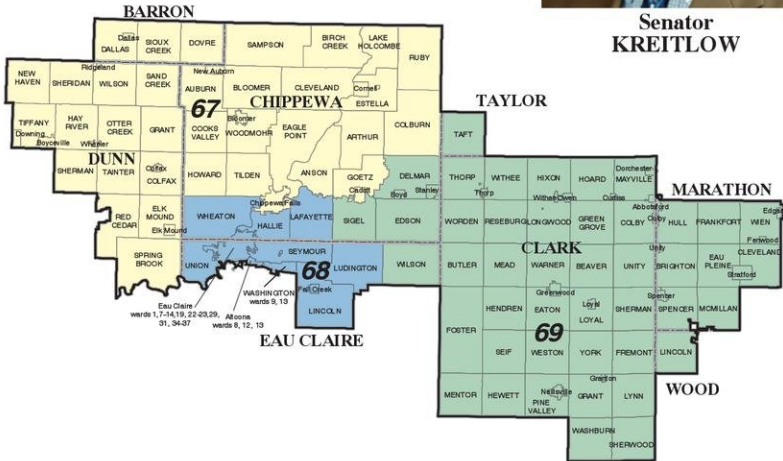 Senator
KREITLOW
BARRON
Dallas
DALLAS
SIOUX CREEK
DOVRE
SAMPSON
BIRCH CREEK
LAKE HOLCOMBE
RUBY
Ridgeland
NEW HAVEN
SHERIDAN
WILSON
SAND CREEK
New Auburn
AUBURN
BLOOMER
CLEVELAND
Cornell
ESTELLA
CHIPPEWA
67
TAYLOR
TIFFANY
HAY RIVER
OTTER CREEK
GRANT
COOKS VALLEY
Bloomer
WOODMOHR
EAGLE POINT
ARTHUR
COLBURN
TAFT
Downing
Boyceville
Wheeler
DUNN
SHERMAN
TAINTER
Colfax
COLFAX
HOWARD
TILDEN
ANSON
GOETZ
Cadott
DELMAR
Boyd
Stanley
THORP
Thorp
WITHEE
HIXON
Withee
Owen
HOARD
Curtiss
Dorchester
MAYVILLE
Abbotsford
MARATHON
RED CEDAR
ELK MOUND
Elk Mound
WHEATON
Chippewa Falls
HALLIE
LAFAYETTE
SIGEL
EDSON
WORDEN
RESEBURG
LONGWOOD
GREEN GROVE
COLBY
Colby
HULL
FRANKFORT
WIEN
Edgar
Fenwood
CLEVELAND
CLARK
SPRING BROOK
UNION
68
SEYMOUR
LUDINGTON
WILSON
BUTLER
MEAD
WARNER
BEAVER
UNITY
Unity
BRIGHTON
EAU PLEINE
Stratford
Eau Claire
wards 1,7-14,19, 22-23,29,
31, 34-37
Altoona
wards 8, 12, 13
WASHINGTON
wards 9, 13
Fall Creek
LINCOLN
EAU CLAIRE
Greenwood
HENDREN
EATON
Loyal
LOYAL
SHERMAN
Spencer
SPENCER
MCMILLAN
FOSTER
69
SEIF
WESTON
YORK
FREMONT
LINCOLN
WOOD
Granton
MENTOR
HEWETT
Neillsville
PINE VALLEY
GRANT
LYNN
WASHBURN
SHERWOOD